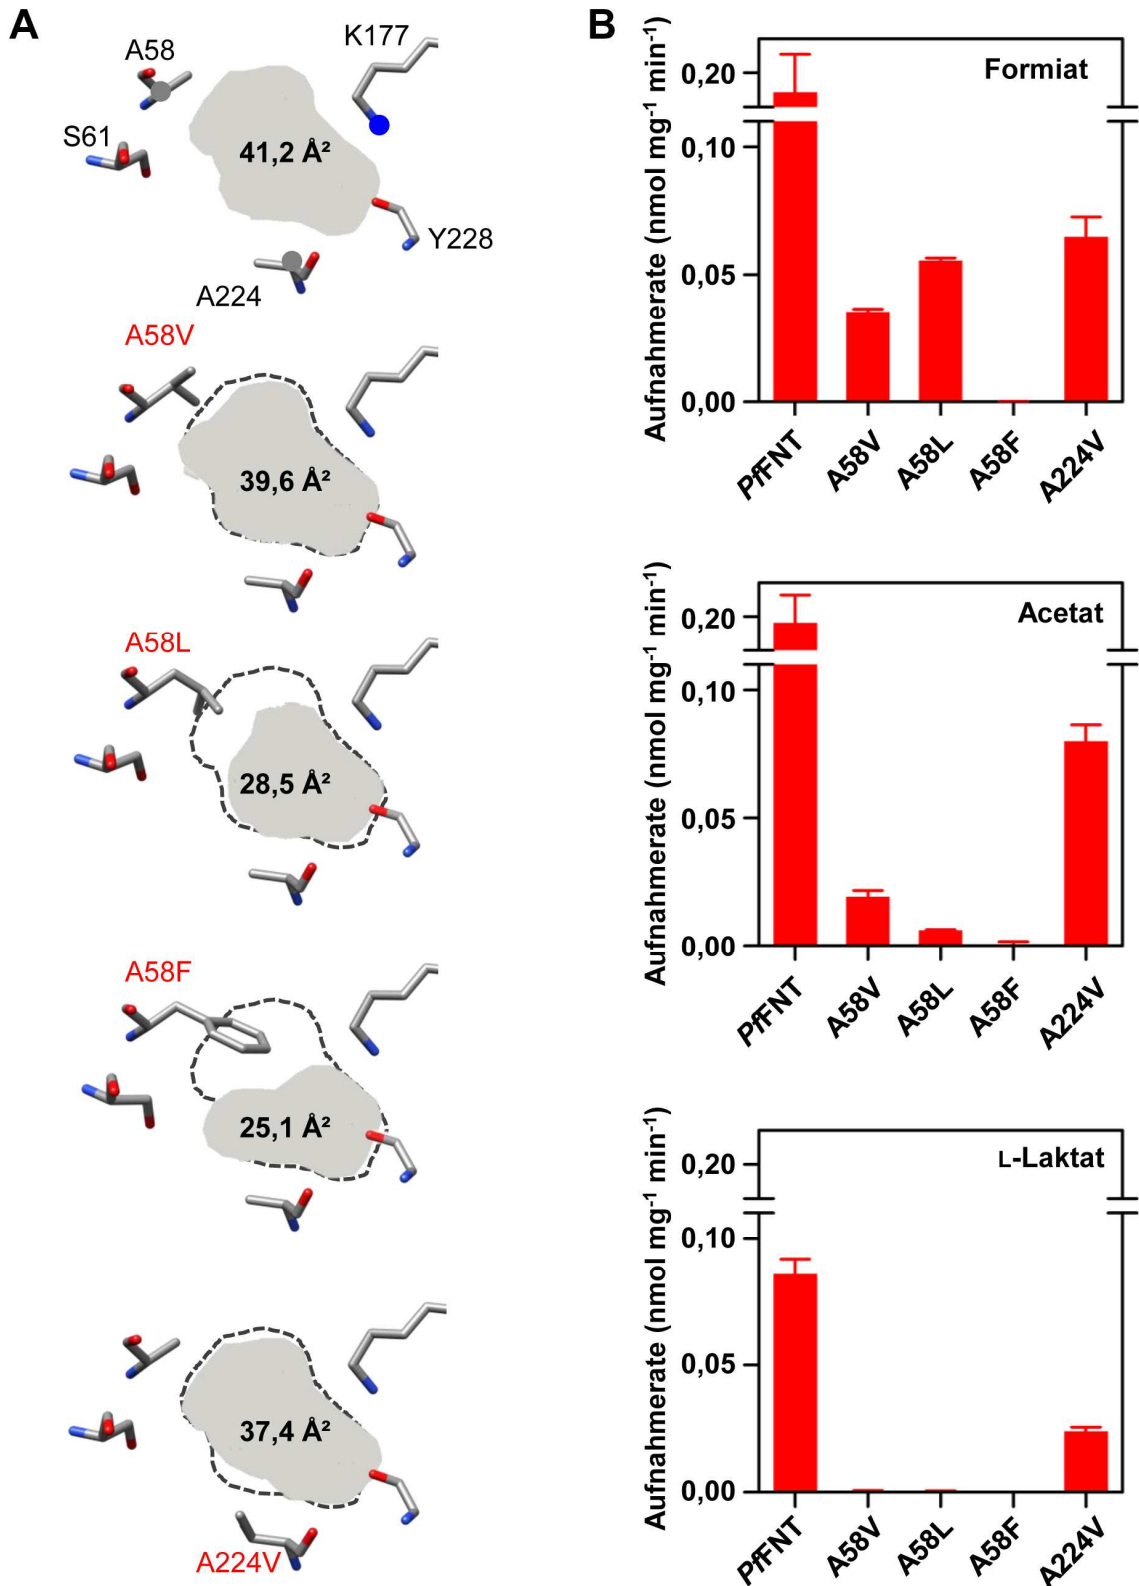 A
A58
K177
S61
41,2 Å²
Y228
A224
A58V
39,6 Å²
A58L
28,5 Å²
A58F
25,1 Å²
37,4 Å²
A224V
B
Aufnahmerate (nmol mg⁻¹ min⁻¹)
Formiat
0,20
0,10
0,05
0,00
PfFNT
A58V
A58L
A58F
A224V
Aufnahmerate (nmol mg⁻¹ min⁻¹)
Acetat
0,20
0,10
0,05
0,00
PfFNT
A58V
A58L
A58F
A224V
Aufnahmerate (nmol mg⁻¹ min⁻¹)
L-Laktat
0,20
0,10
0,05
0,00
PfFNT
A58V
A58L
A58F
A224V